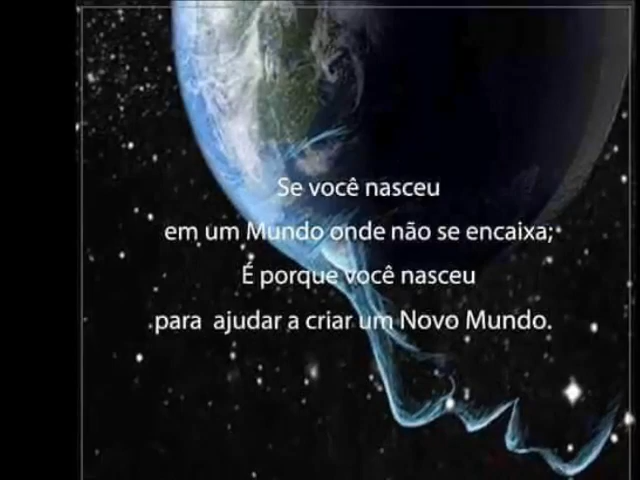 Se você nasceu
em um Mundo onde não se encaixa;
É porque você nasceu
para ajudar a criar um Novo Mundo.